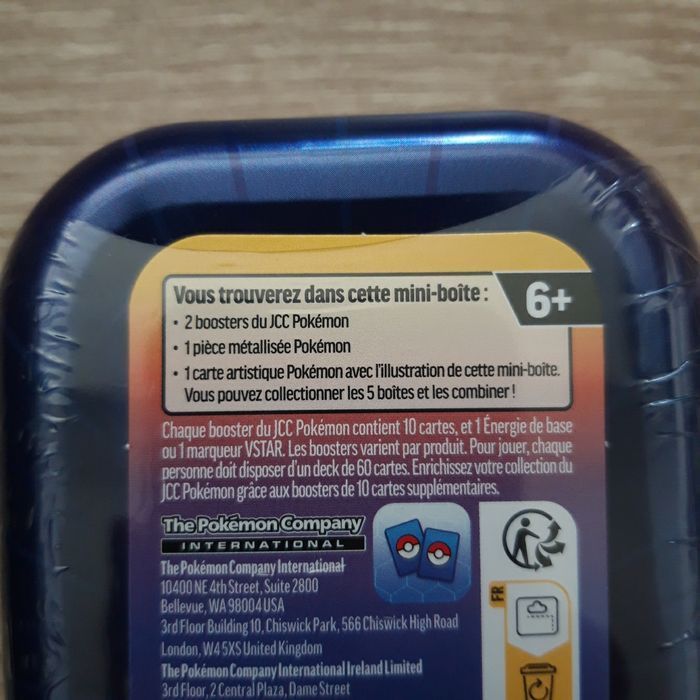 Vous trouverez dans cette mini-boîte :
6+
• 2 boosters du JCC Pokémon
• 1 pièce métallisée Pokémon
• 1 carte artistique Pokémon avec l'illustration de cette mini-boîte.
Vous pouvez collectionner les 5 boîtes et les combiner !
Chaque booster du JCC Pokémon contient 10 cartes, et 1 Énergie de base
ou 1 marqueur VSTAR. Les boosters varient par produit. Pour jouer, chaque
personne doit disposer d'un deck de 60 cartes. Enrichissez votre collection du
JCC Pokémon grâce aux boosters de 10 cartes supplémentaires.
The Pokémon Company
INTERNATIONAL
The Pokémon Company International
10400 NE 4th Street, Suite 2800
Bellevue, WA 98004 USA
3rd Floor Building 10, Chiswick Park, 566 Chiswick High Road
London, W4 5XS United Kingdom
The Pokémon Company International Ireland Limited
3rd Floor, 2 Central Plaza, Dame Street
FR